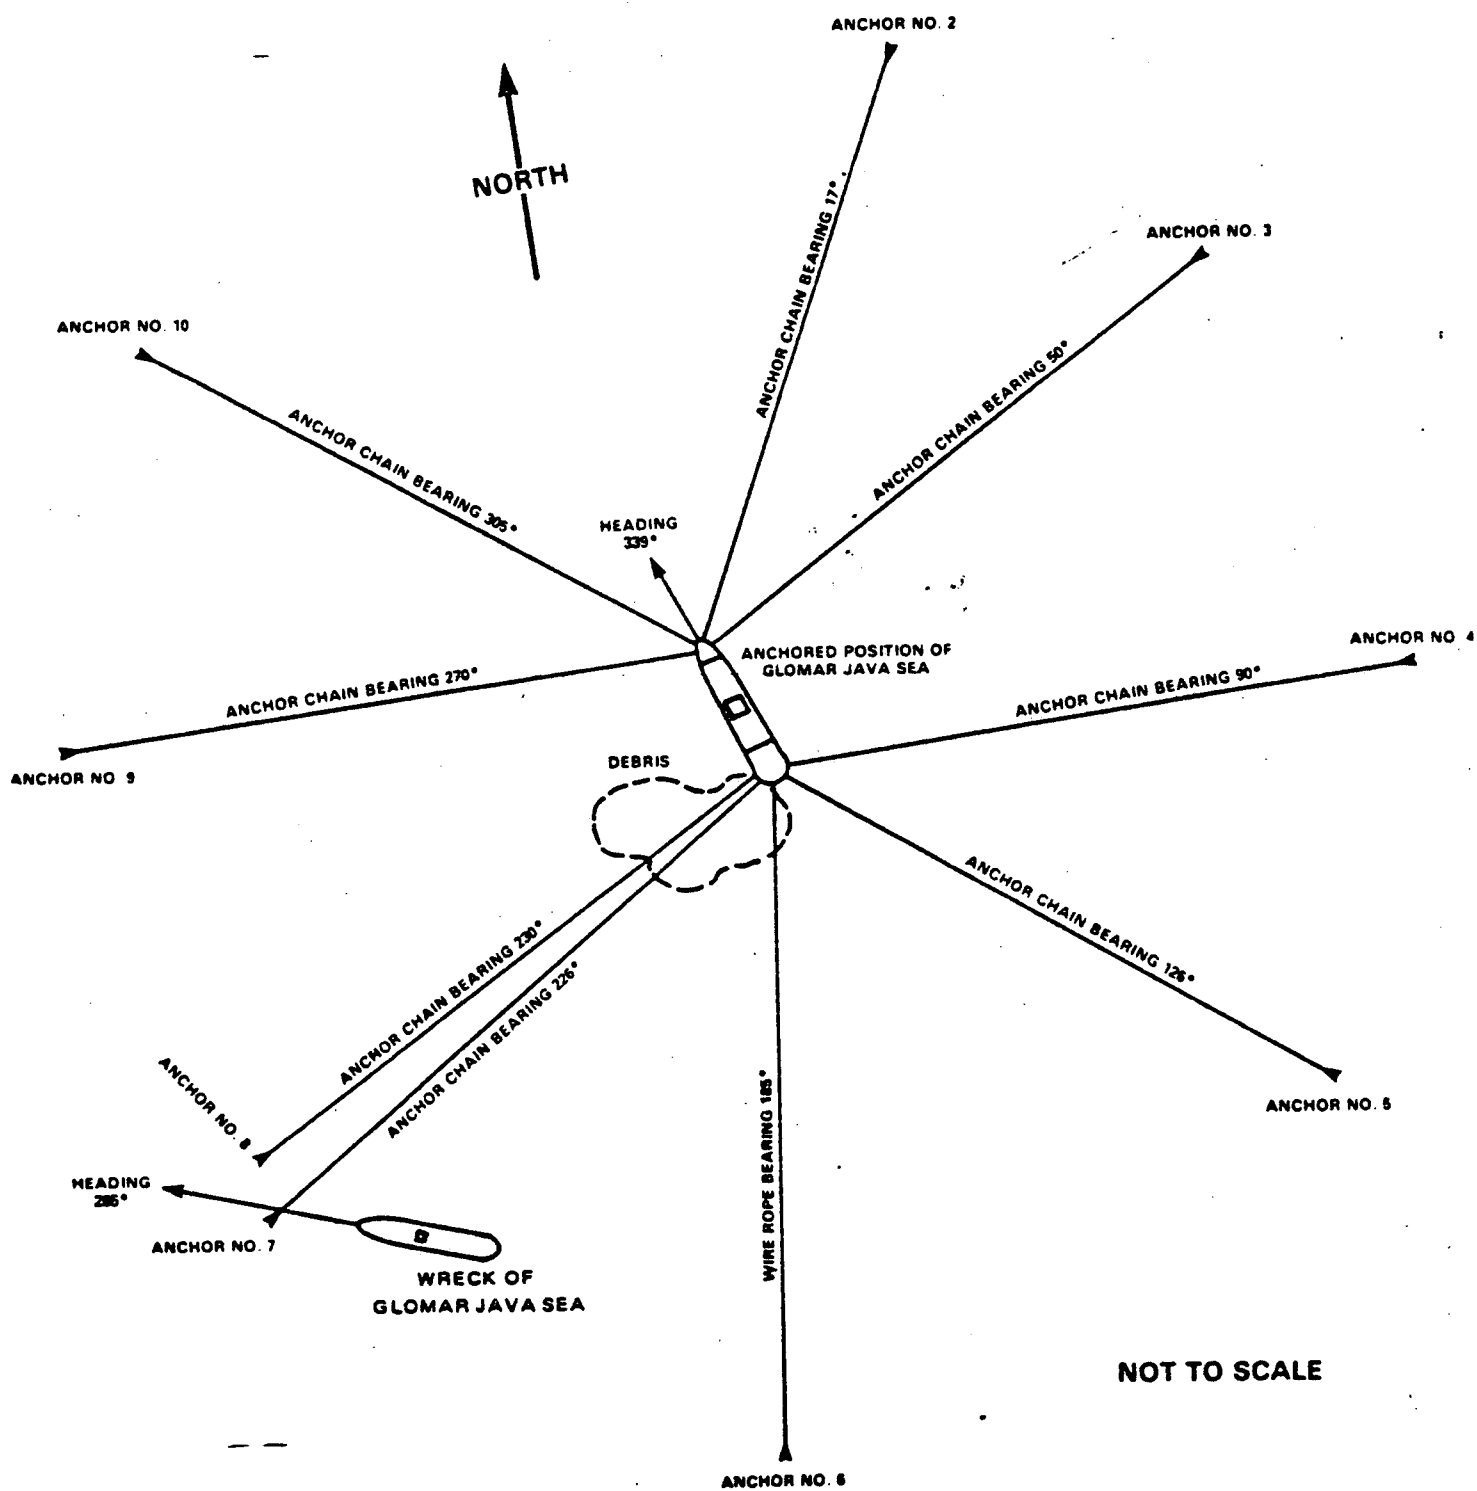 ANCHOR NO. 2
NORTH
ANCHOR CHAIN BEARING 17°
ANCHOR NO. 3
ANCHOR NO. 10
ANCHOR CHAIN BEARING 50°
ANCHOR CHAIN BEARING 305°
HEADING
339°
ANCHORED POSITION OF
GLOMAR JAVA SEA
ANCHOR NO 4
ANCHOR CHAIN BEARING 270°
ANCHOR CHAIN BEARING 90°
ANCHOR NO 9
DEBRIS
ANCHOR CHAIN BEARING 126°
ANCHOR CHAIN BEARING 230°
ANCHOR CHAIN BEARING 226°
ANCHOR NO. 8
WIRE ROPE BEARING 185°
ANCHOR NO. 5
HEADING
285°
ANCHOR NO. 7
WRECK OF
GLOMAR JAVA SEA
NOT TO SCALE
ANCHOR NO. 6